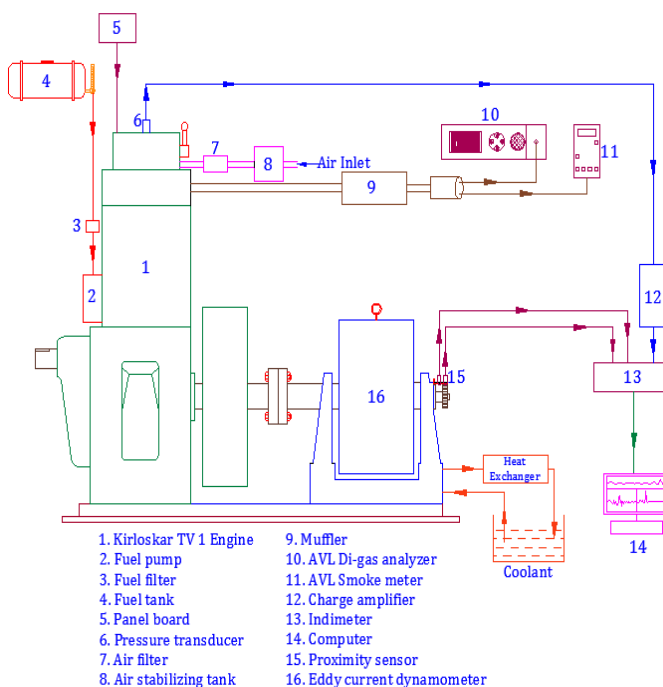 5
4
6
10
7
8
Air Inlet
11
9
3
1
2
12
15
13
16
Heat
Exchanger
14
Coolant
1. Kirloskar TV 1 Engine
2. Fuel pump
3. Fuel filter
4. Fuel tank
5. Panel board
6. Pressure transducer
7. Air filter
8. Air stabilizing tank
9. Muffler
10. AVL Di-gas analyzer
11. AVL Smoke meter
12. Charge amplifier
13. Indimeter
14. Computer
15. Proximity sensor
16. Eddy current dynamometer